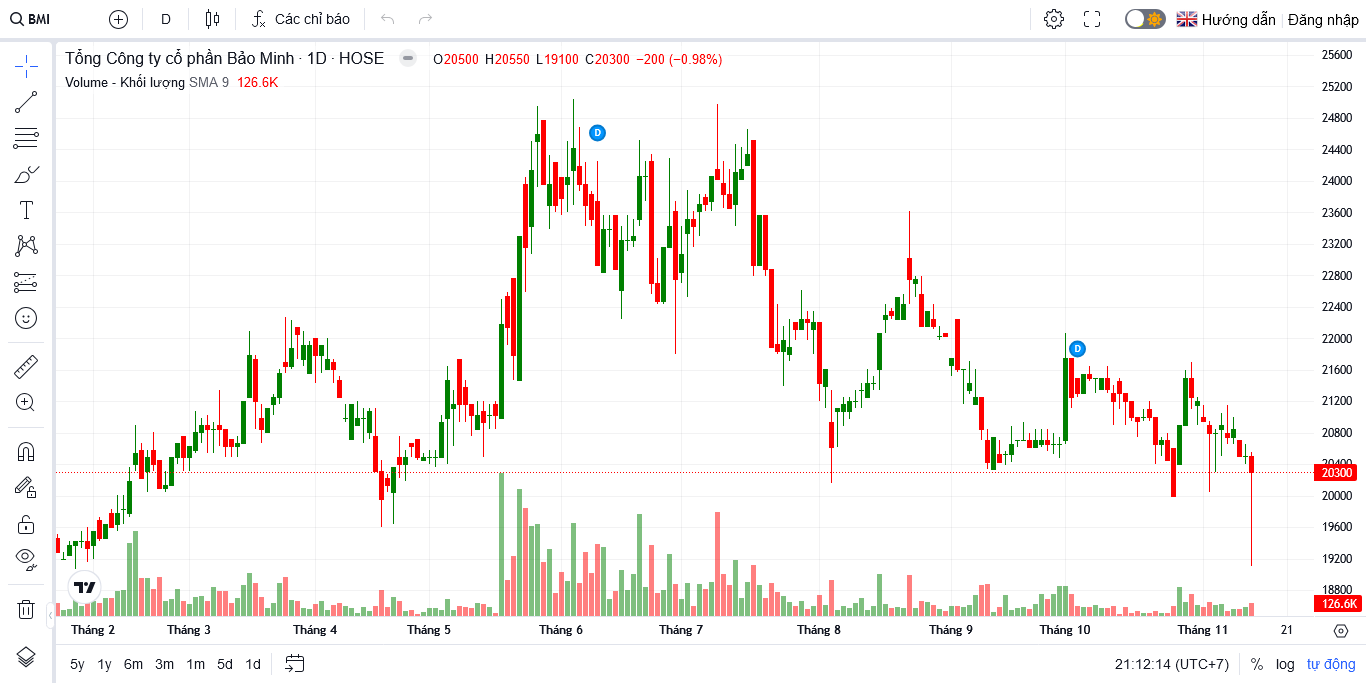 BMI
D
Các chỉ báo
Hướng dẫn
Đăng nhập
Tổng Công ty cổ phần Bảo Minh · 1D · HOSE
O20500 H20550 L19100 C20300 −200 (−0.98%)
Volume - Khối lượng SMA 9 126.6K
D
D
25600
25200
24800
24400
24000
23600
23200
22800
22400
22000
21600
21200
20800
20400
20300
20000
19600
19200
18800
126.6K
Tháng 2 Tháng 3 Tháng 4 Tháng 5 Tháng 6 Tháng 7 Tháng 8 Tháng 9 Tháng 10 Tháng 11 21
5y 1y 6m 3m 1m 5d 1d
21:12:14 (UTC+7) % log tự động